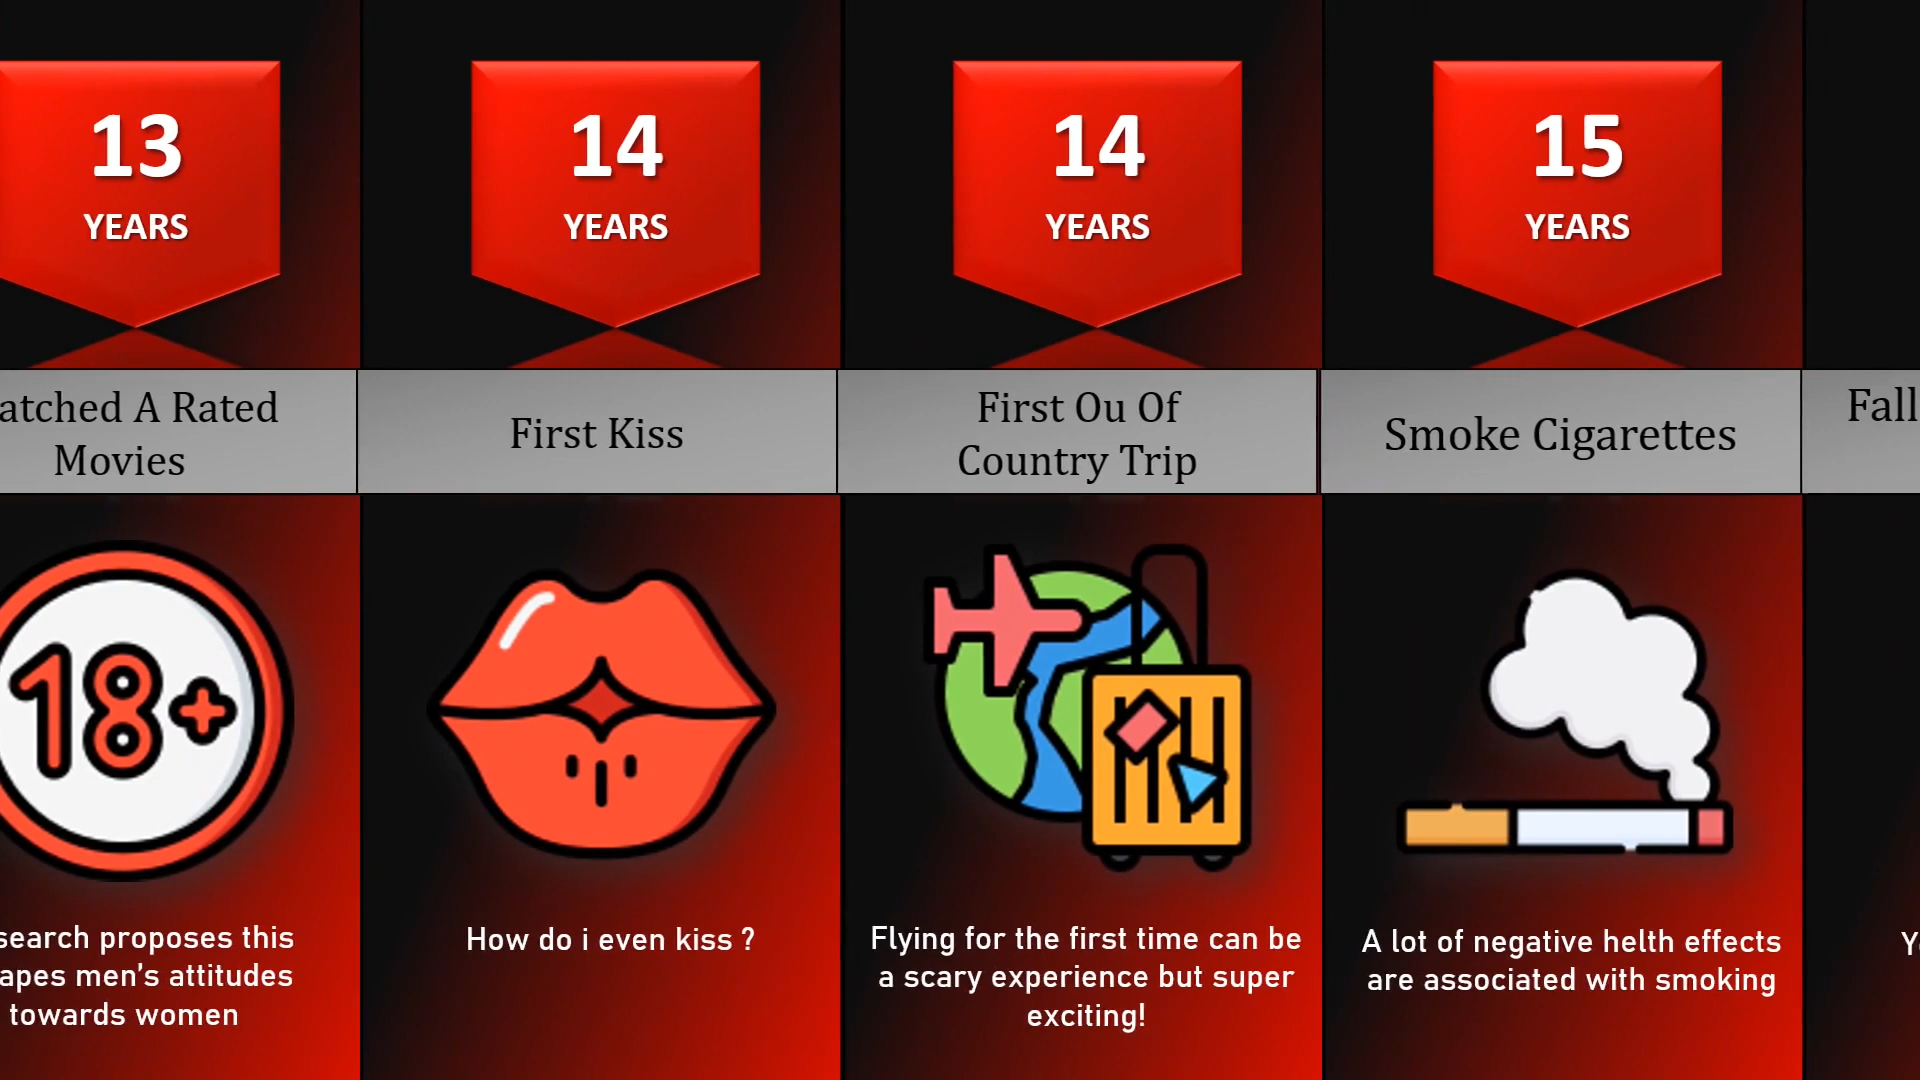 13
YEARS
atched A Rated
Movies
18+
search proposes this
apes men's attitudes
towards women
14
YEARS
First Kiss
How do i even kiss ?
14
YEARS
First Ou Of
Country Trip
Flying for the first time can be
a scary experience but super
exciting!
15
YEARS
Smoke Cigarettes
A lot of negative helth effects
are associated with smoking
Fall